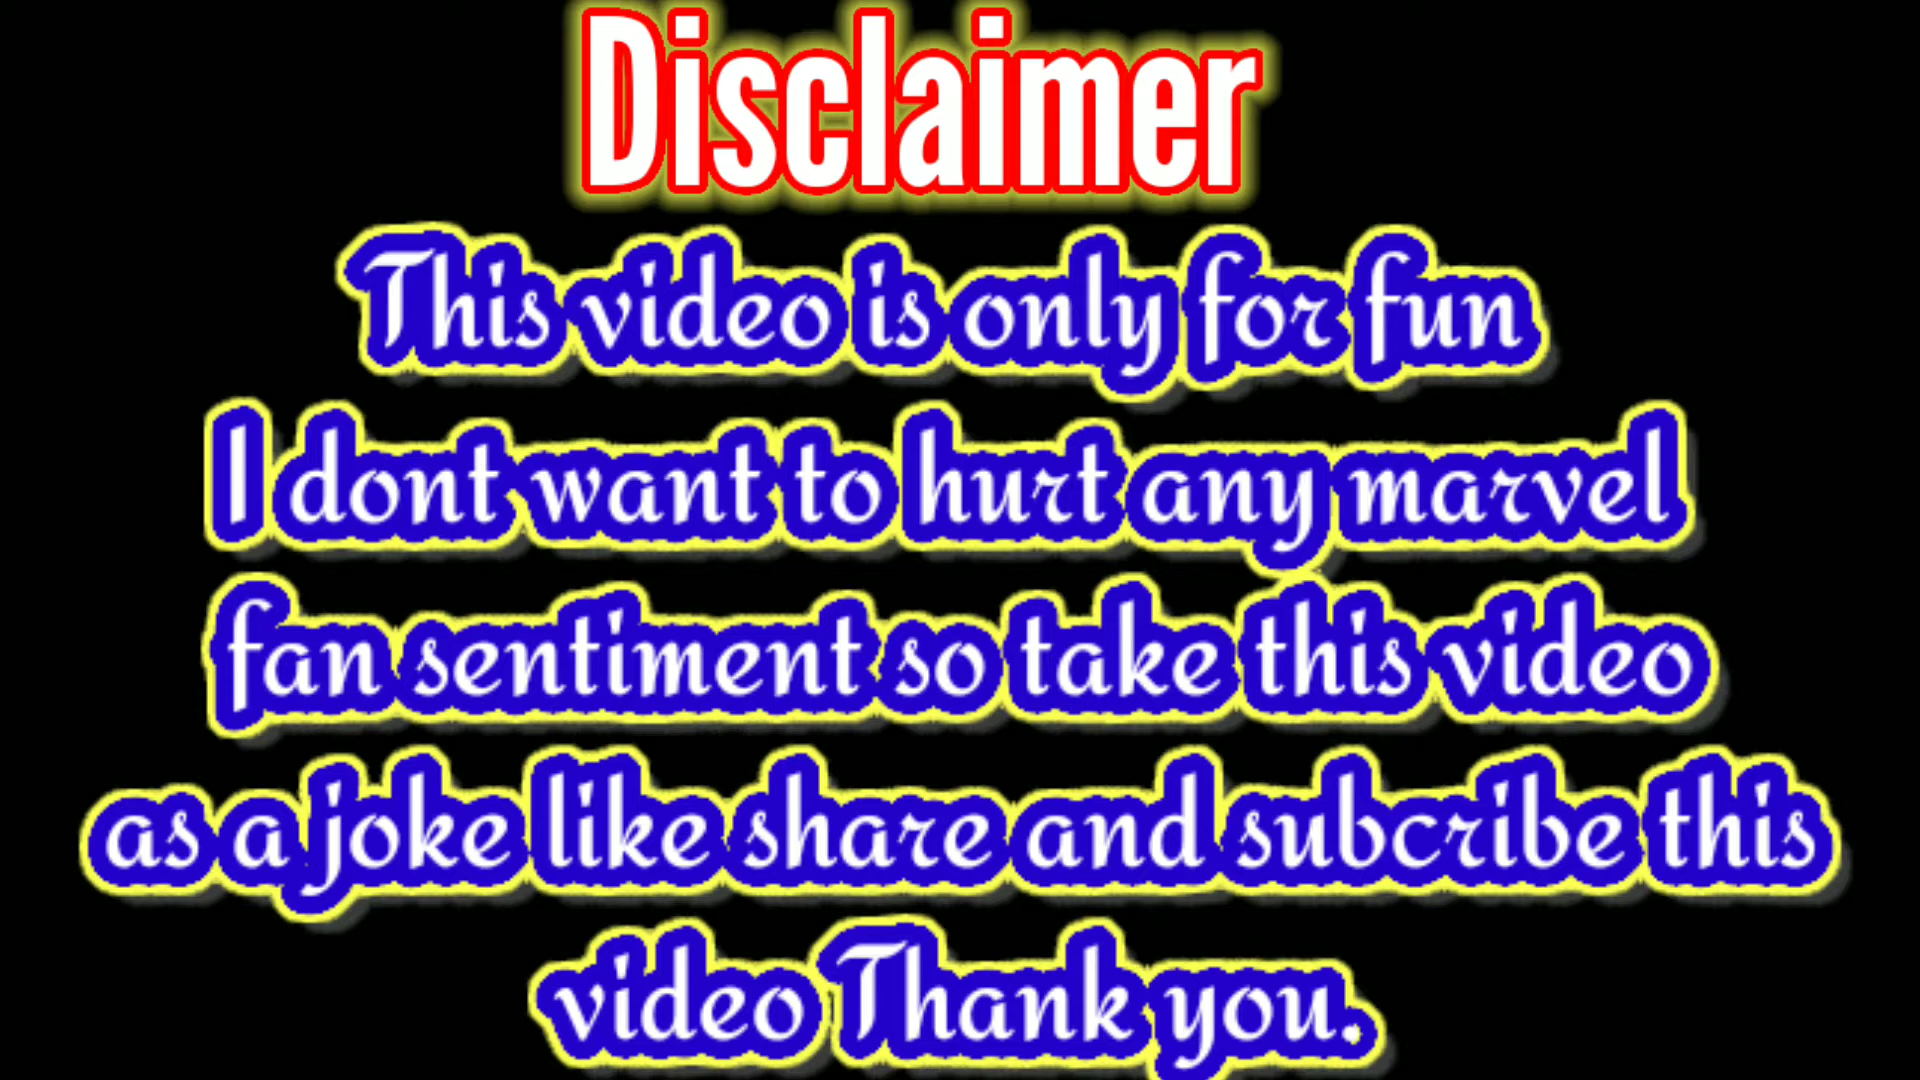 Disclaimer
This video is only for fun
I dont want to hurt any marvel
fan sentiment so take this video
as a joke like share and subcribe this
video Thank you.